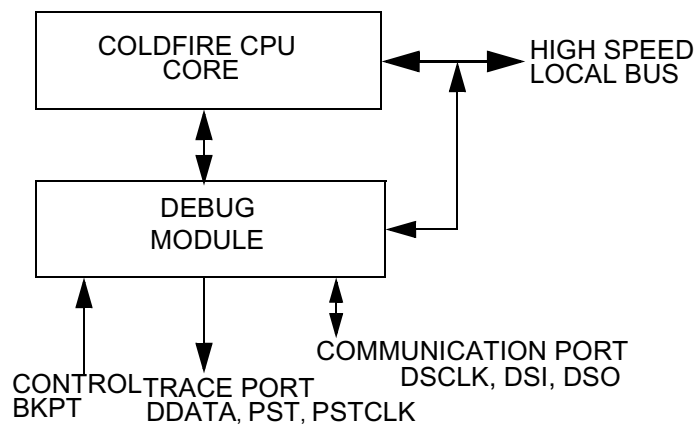 COLDFIRE CPU
CORE
HIGH SPEED
LOCAL BUS
DEBUG
MODULE
COMMUNICATION PORT
DSCLK, DSI, DSO
CONTROL
BKPT
TRACE PORT
DDATA, PST, PSTCLK